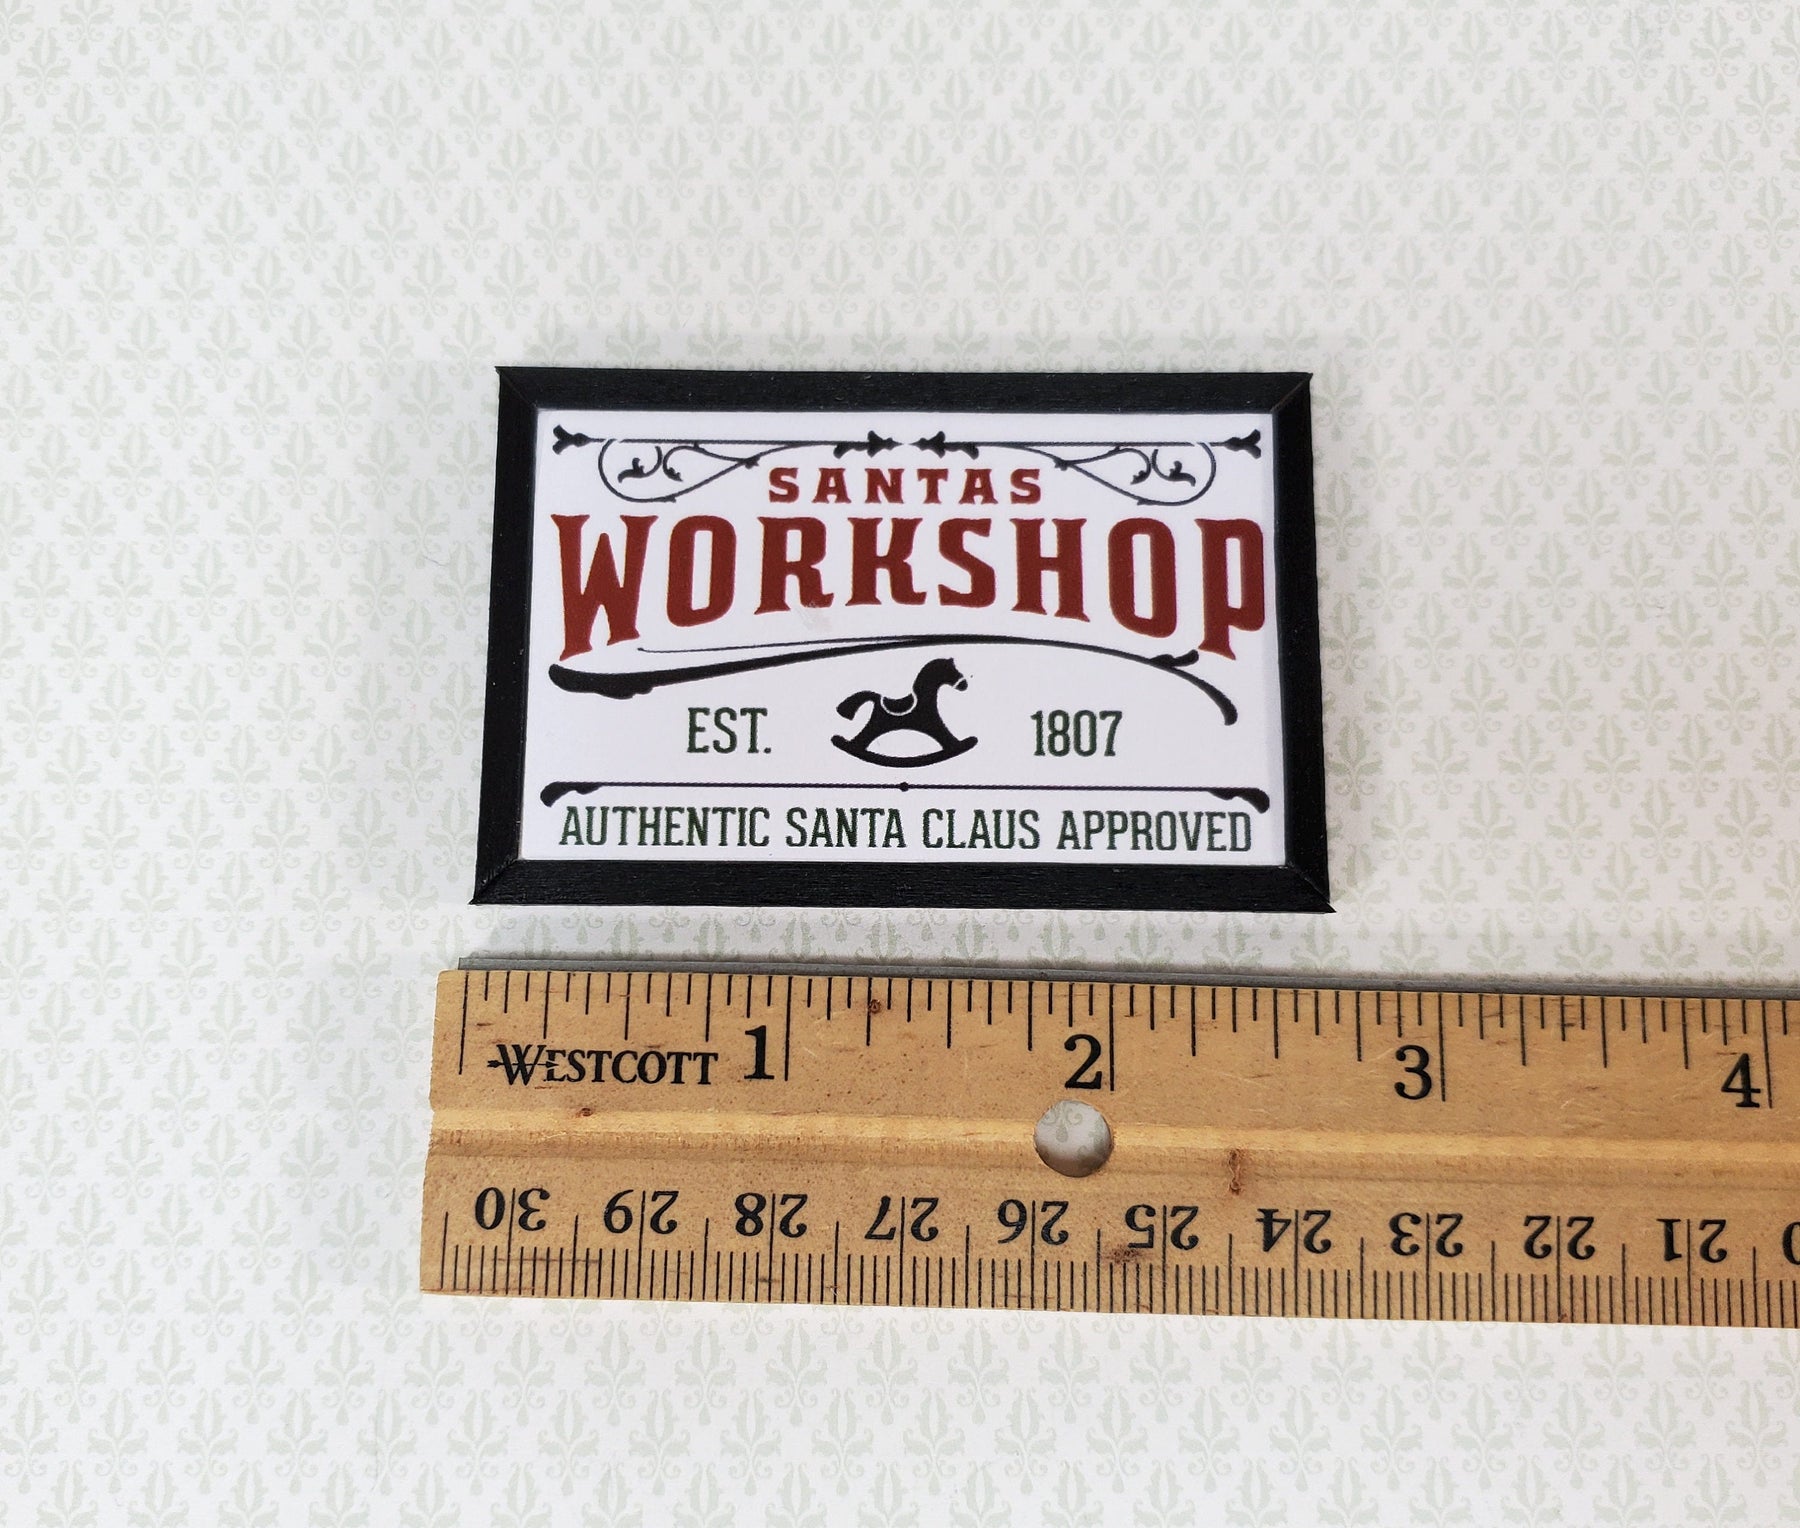 SANTAS
WORKSHOP
EST. 1807
AUTHENTIC SANTA CLAUS APPROVED
WESTCOTT 1 2 3 4
30 29 28 27 26 25 24 23 22 21